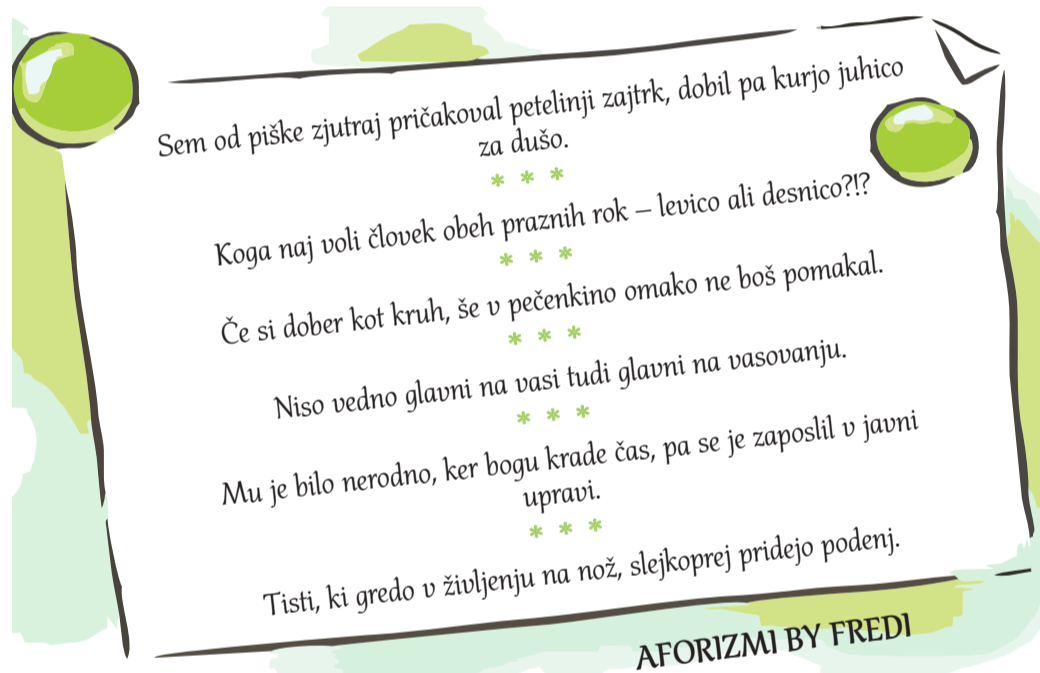 Sem od piške zjutraj pričakoval petelinji zajtrk, dobil pa kurjo juhico
za dušo.
* * *
Koga naj voli človek obeh praznih rok – levico ali desnico?!?
* * *
Če si dober kot kruh, še v pečenkino omako ne boš pomakal.
* * *
Niso vedno glavni na vasi tudi glavni na vasovanju.
* * *
Mu je bilo nerodno, ker bogu krade čas, pa se je zaposlil v javni
upravi.
* * *
Tisti, ki gredo v življenju na nož, slejkoprej pridejo podenj.
AFORIZMI BY FREDI